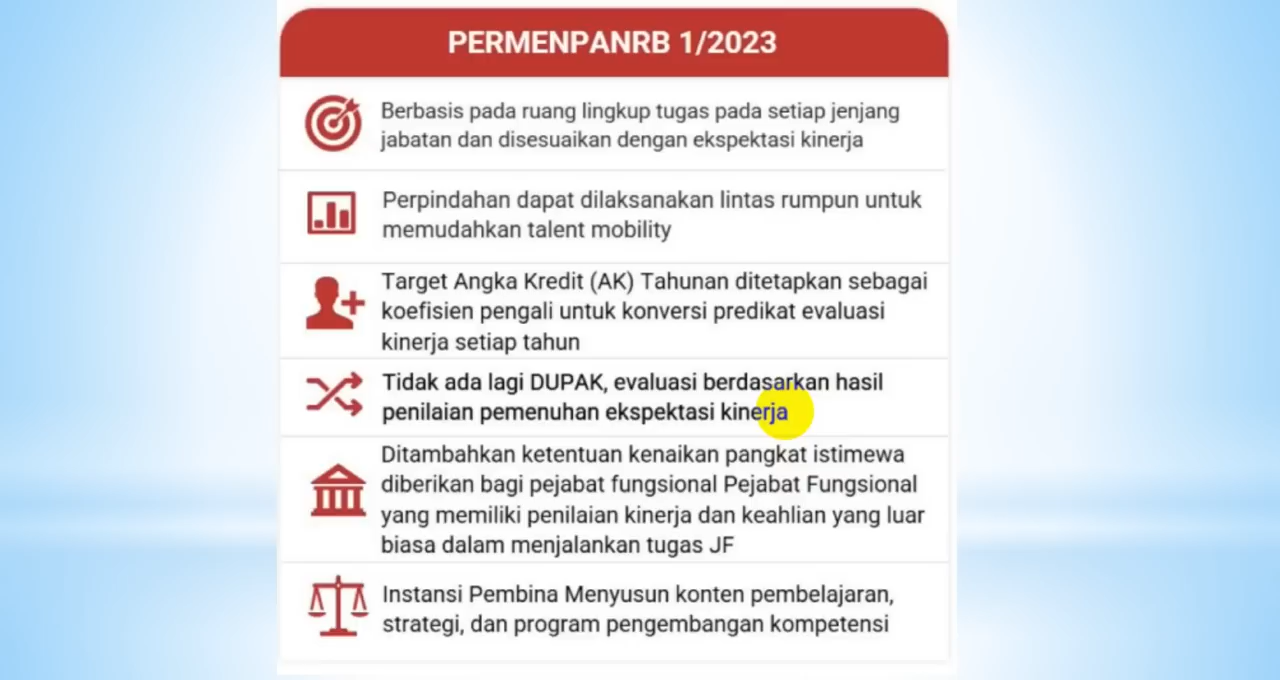 PERMENPANRB 1/2023
Berbasis pada ruang lingkup tugas pada setiap jenjang
jabatan dan disesuaikan dengan ekspektasi kinerja
Perpindahan dapat dilaksanakan lintas rumpun untuk
memudahkan talent mobility
Target Angka Kredit (AK) Tahunan ditetapkan sebagai
koefisien pengali untuk konversi predikat evaluasi
kinerja setiap tahun
Tidak ada lagi DUPAK, evaluasi berdasarkan hasil
penilaian pemenuhan ekspektasi kinerja
Ditambahkan ketentuan kenaikan pangkat istimewa
diberikan bagi pejabat fungsional Pejabat Fungsional
yang memiliki penilaian kinerja dan keahlian yang luar
biasa dalam menjalankan tugas JF
Instansi Pembina Menyusun konten pembelajaran,
strategi, dan program pengembangan kompetensi